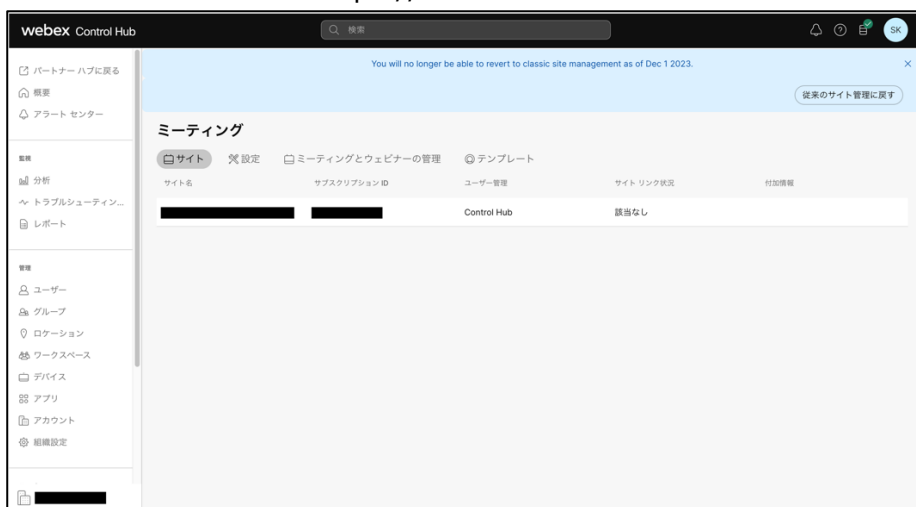 webex Control Hub
検索
SK
You will no longer be able to revert to classic site management as of Dec 1 2023.
従来のサイト管理に戻す
パートナー ハブに戻る
概要
アラート センター
監視
分析
トラブルシューティン...
レポート
管理
ユーザー
グループ
ロケーション
ワークスペース
デバイス
アプリ
アカウント
組織設定
ミーティング
サイト 設定 ミーティングとウェビナーの管理 テンプレート
サイト名 サブスクリプション ID ユーザー管理 サイト リンク状況 付加情報
Control Hub 該当なし